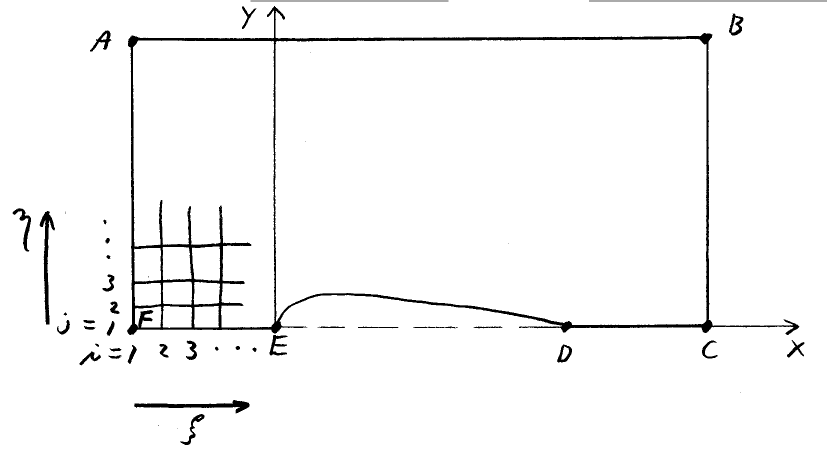 Y
A
B
η
⋮
3
2
j = 1
F
i = 1 2 3 · · ·
E
D
C
X
ξ